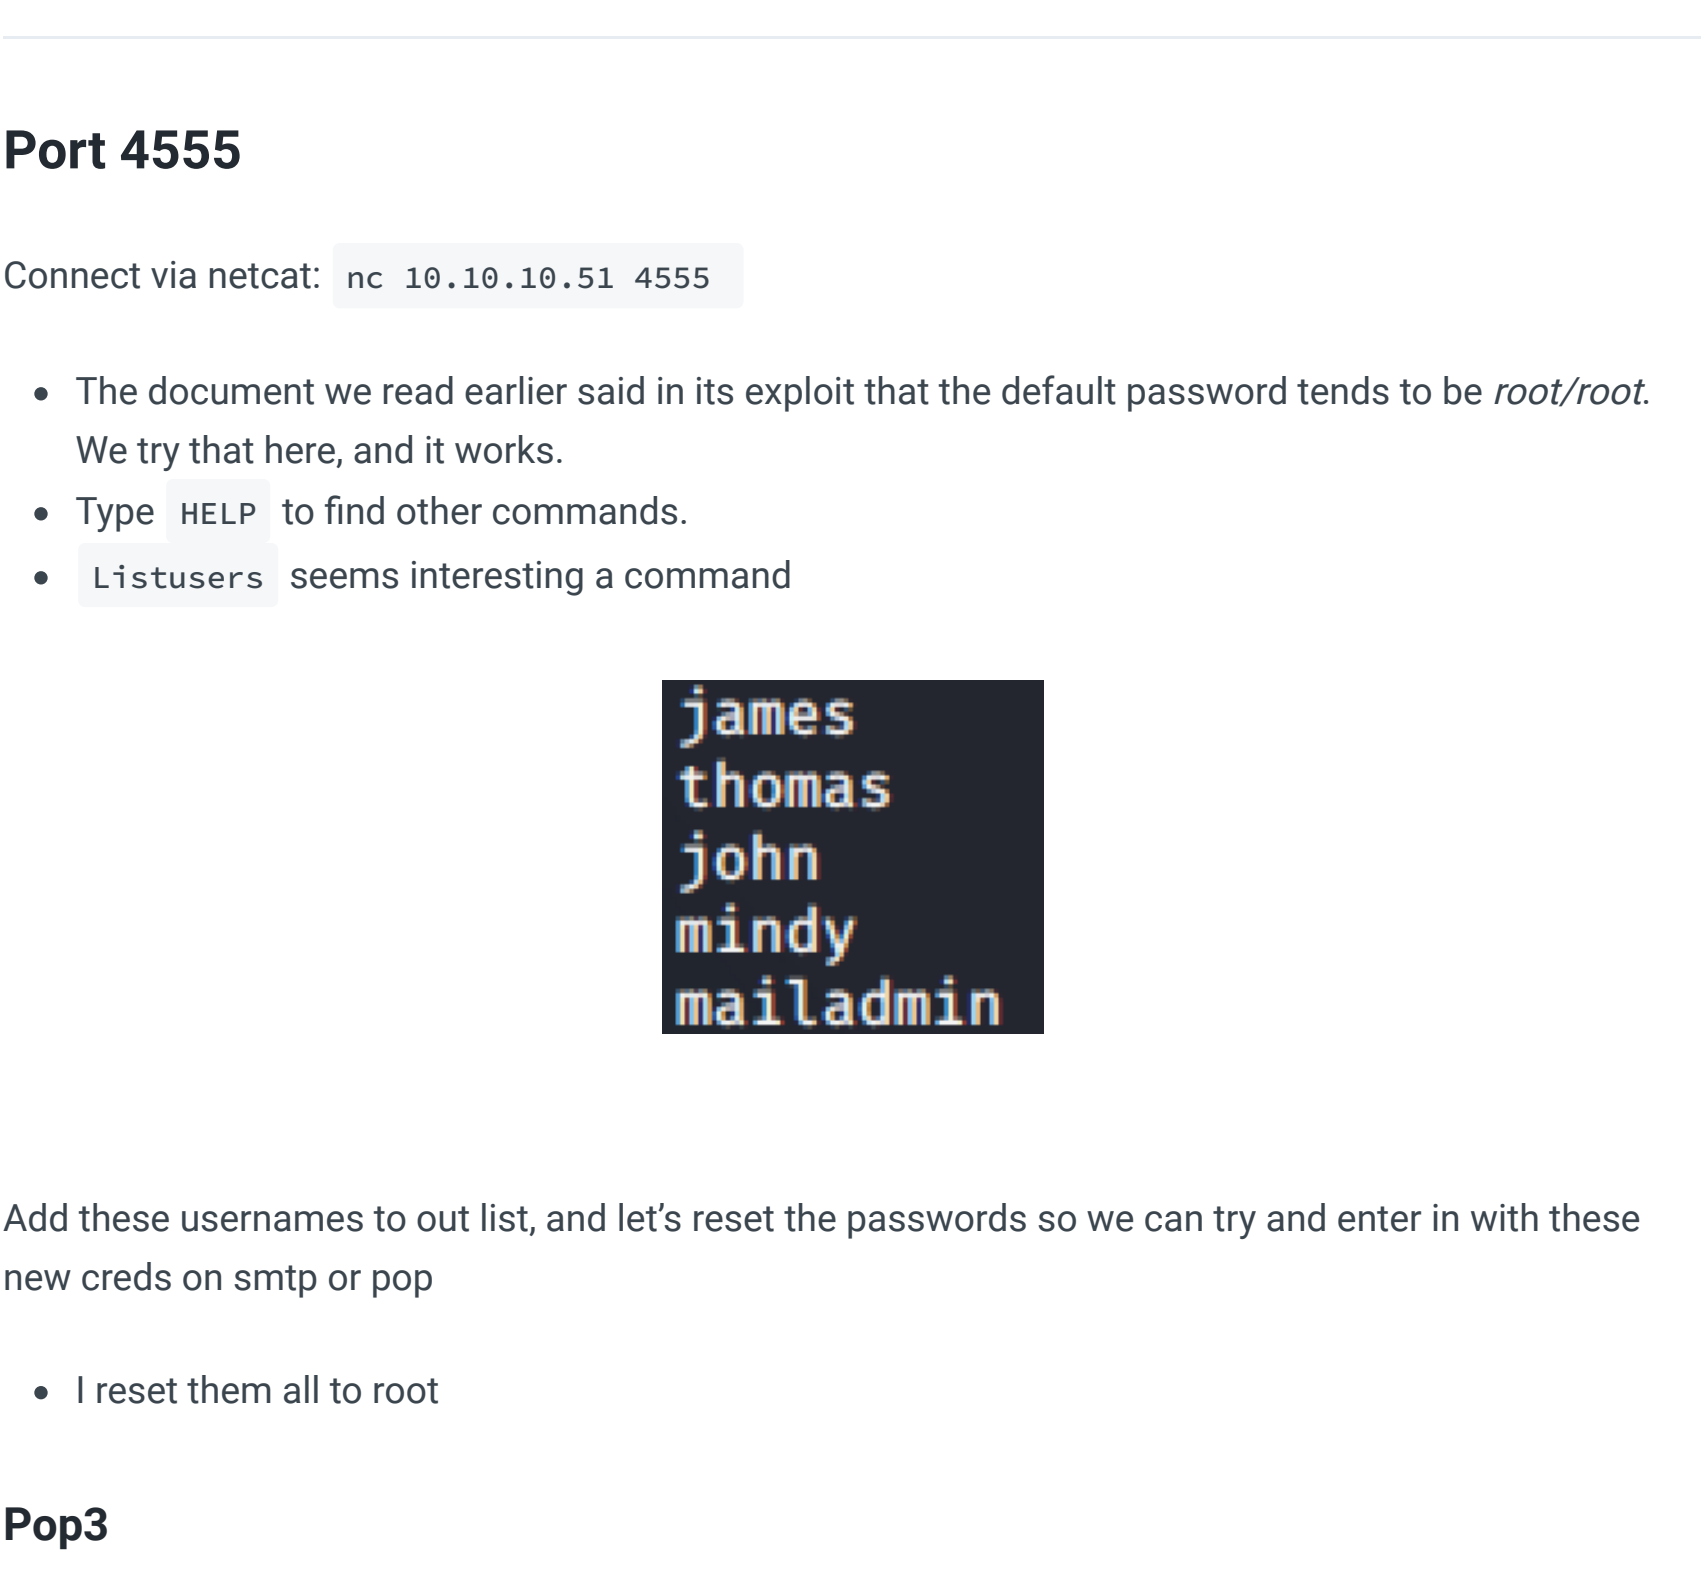 Port 4555
Connect via netcat: nc 10.10.10.51 4555
The document we read earlier said in its exploit that the default password tends to be root/root.
We try that here, and it works.
Type HELP to find other commands.
Listusers seems interesting a command
james
thomas
john
mindy
mailadmin
Add these usernames to out list, and let’s reset the passwords so we can try and enter in with these
new creds on smtp or pop
I reset them all to root
Pop3